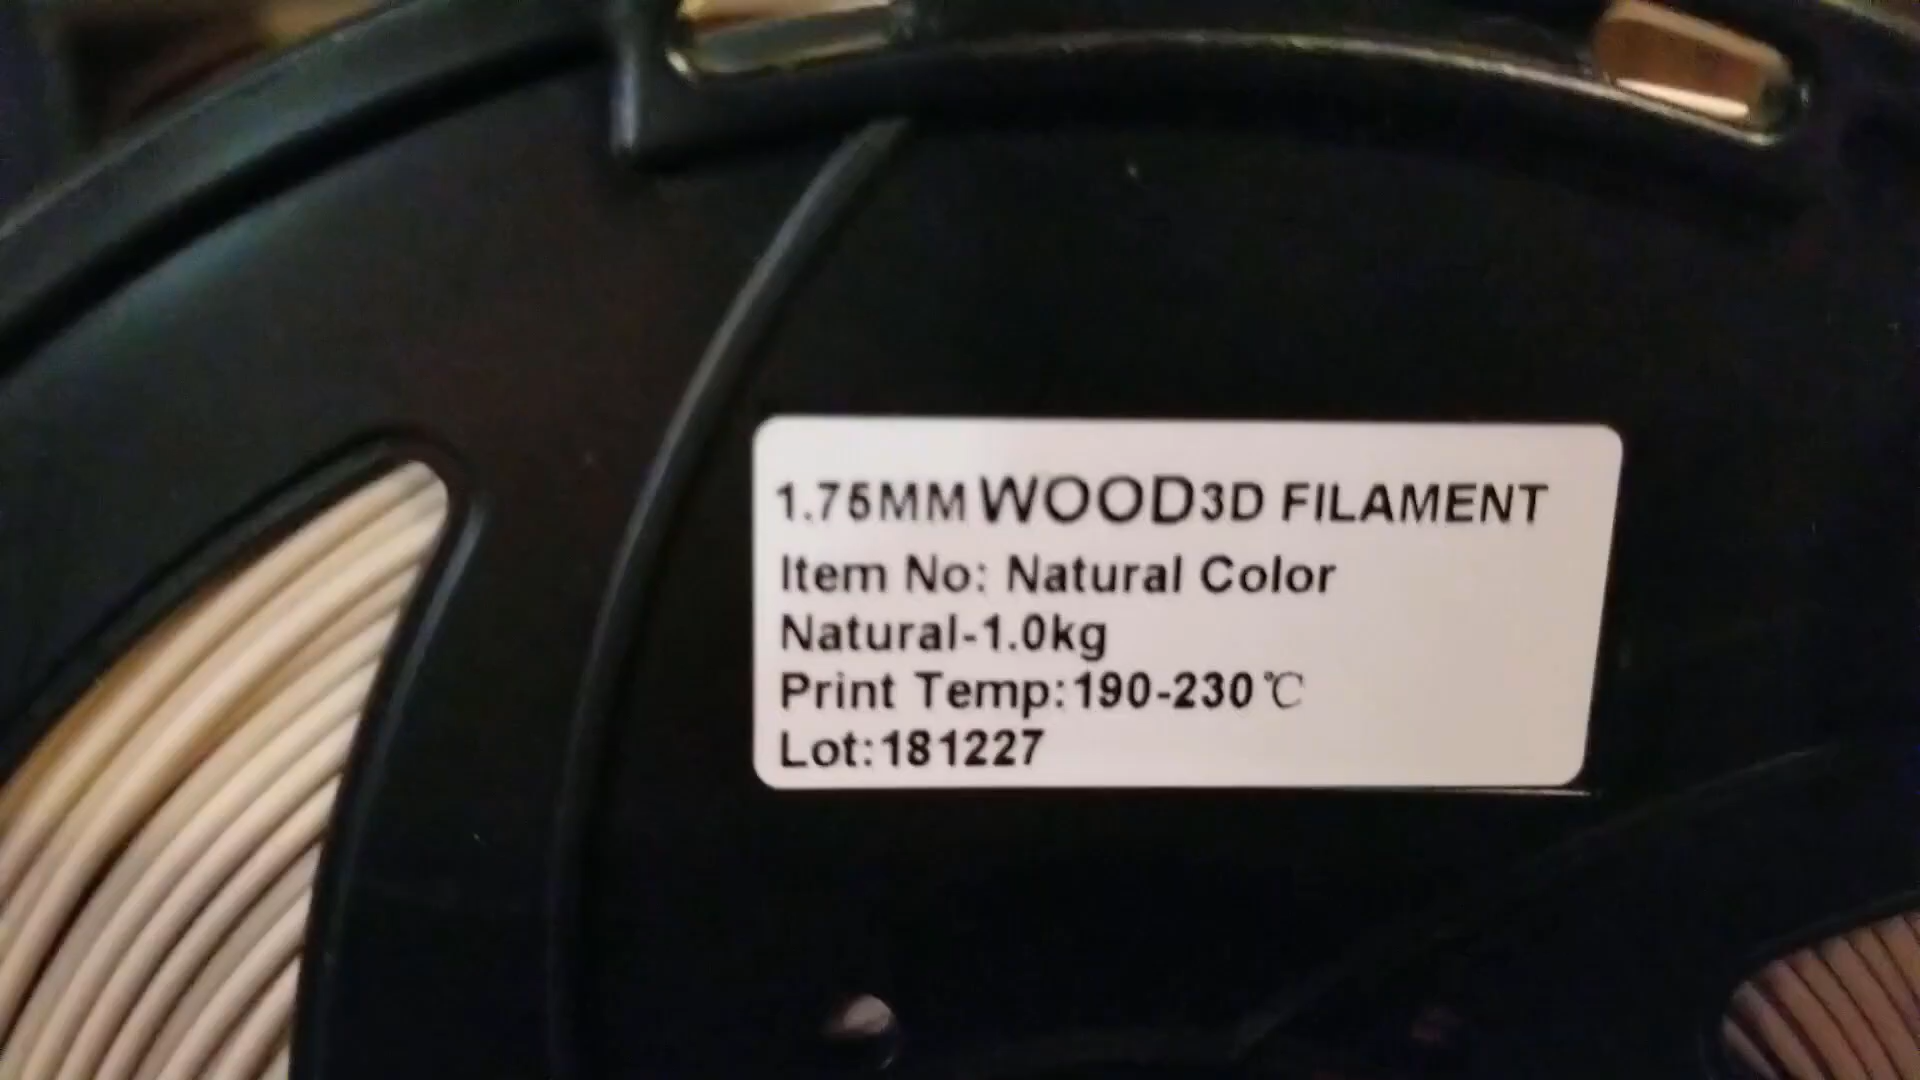 1.75MM WOOD3D FILAMENT
Item No: Natural Color
Natural-1.0kg
Print Temp:190-230℃
Lot:181227